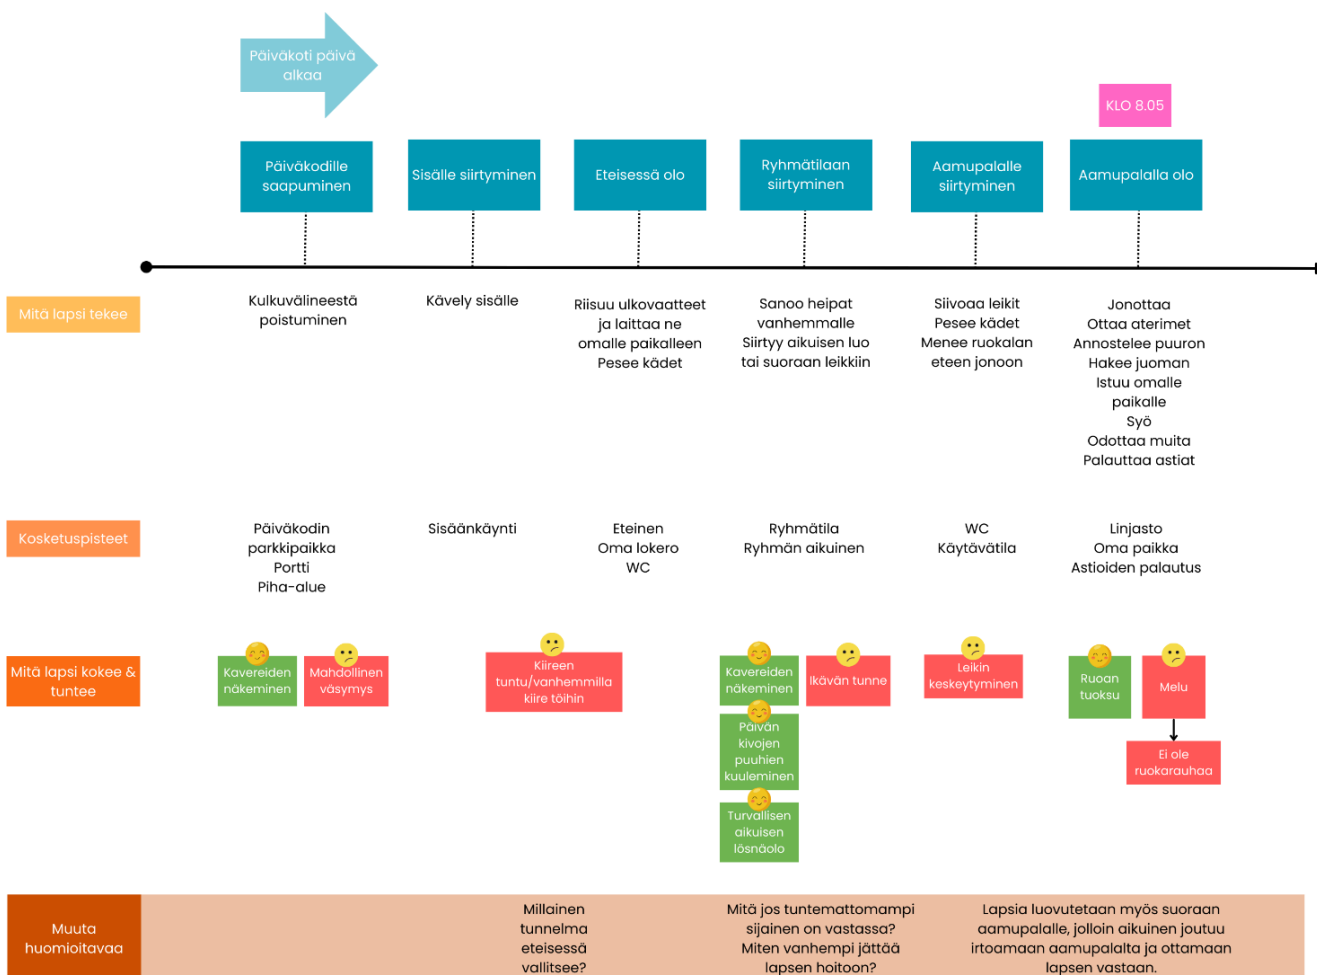 Päiväkoti päivä
alkaa
KLO 8.05
Päiväkodille
saapuminen
Sisälle siirtyminen
Eteisessä olo
Ryhmätilaan
siirtyminen
Aamupalalle
siirtyminen
Aamupalalla olo
Mitä lapsi tekee
Kulkuvälineestä
poistuminen
Kävely sisälle
Riisuu ulkovaatteet
ja laittaa ne
omalle paikalleen
Pesee kädet
Sanoo heipat
vanhemmalle
Siirtyy aikuisen luo
tai suoraan leikkiin
Siivoaa leikit
Pesee kädet
Menee ruokalan
eteen jonoon
Jonottaa
Ottaa aterimet
Annostelee puuron
Hakee juoman
Istuu omalle
paikalle
Syö
Odottaa muita
Palauttaa astiat
Kosketuspisteet
Päiväkodin
parkkipaikka
Portti
Piha-alue
Sisäänkäynti
Eteinen
Oma lokero
WC
Ryhmätila
Ryhmän aikuinen
WC
Käytävätila
Linjasto
Oma paikka
Astioiden palautus
Mitä lapsi kokee &
tuntee
Kavereiden
näkeminen
Mahdollinen
väsymys
Kiireen
tuntu/vanhemmilla
kiire töihin
Kavereiden
näkeminen
Päivän
kivojen
puuhien
kuuleminen
Turvallisen
aikuisen
lösnäolo
Ikävän tunne
Leikin
keskeytyminen
Ruoan
tuoksu
Melu
Ei ole
ruokarauhaa
Muuta
huomioitavaa
Millainen
tunnelma
eteisessä
vallitsee?
Mitä jos tuntemattomampi
sijainen on vastassa?
Miten vanhempi jättää
lapsen hoitoon?
Lapsia luovutetaan myös suoraan
aamupalalle, jolloin aikuinen joutuu
irtoamaan aamupalalta ja ottamaan
lapsen vastaan.